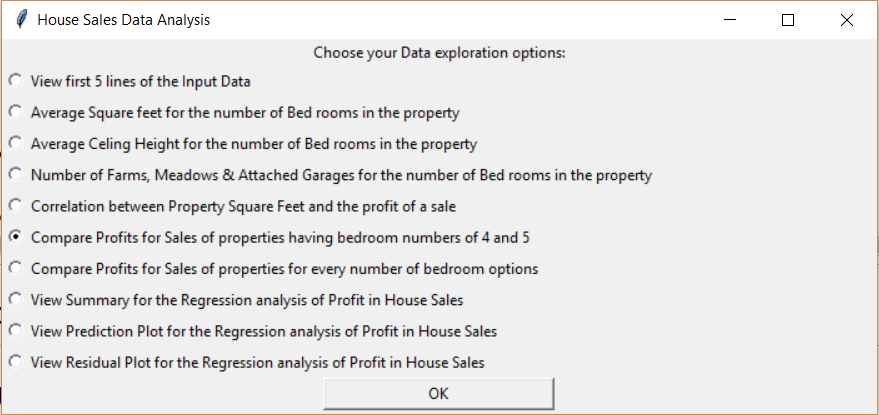 House Sales Data Analysis
Choose your Data exploration options:
View first 5 lines of the Input Data
Average Square feet for the number of Bed rooms in the property
Average Celing Height for the number of Bed rooms in the property
Number of Farms, Meadows & Attached Garages for the number of Bed rooms in the property
Correlation between Property Square Feet and the profit of a sale
Compare Profits for Sales of properties having bedroom numbers of 4 and 5
Compare Profits for Sales of properties for every number of bedroom options
View Summary for the Regression analysis of Profit in House Sales
View Prediction Plot for the Regression analysis of Profit in House Sales
View Residual Plot for the Regression analysis of Profit in House Sales
OK